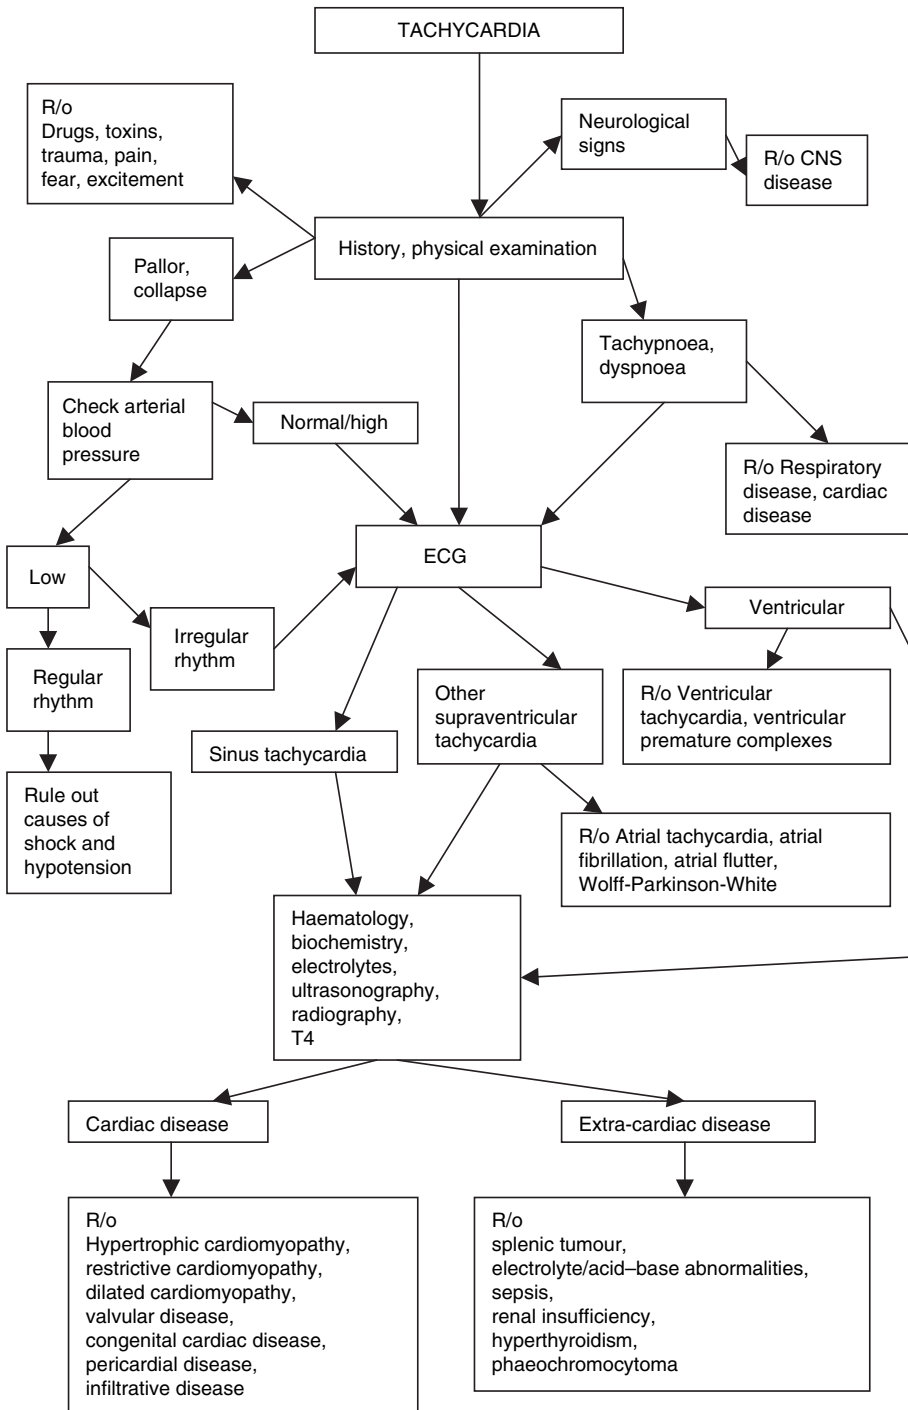 TACHYCARDIA
R/o
Drugs, toxins,
trauma, pain,
fear, excitement
Neurological
signs
R/o CNS
disease
History, physical examination
Pallor,
collapse
Tachypnoea,
dyspnoea
Check arterial
blood
pressure
Normal/high
R/o Respiratory
disease, cardiac
disease
ECG
Low
Ventricular
Irregular
rhythm
Regular
rhythm
Other
supraventricular
tachycardia
R/o Ventricular
tachycardia, ventricular
premature complexes
Sinus tachycardia
Rule out
causes of
shock and
hypotension
R/o Atrial tachycardia, atrial
fibrillation, atrial flutter,
Wolff-Parkinson-White
Haematology,
biochemistry,
electrolytes,
ultrasonography,
radiography,
T4
Cardiac disease
Extra-cardiac disease
R/o
Hypertrophic cardiomyopathy,
restrictive cardiomyopathy,
dilated cardiomyopathy,
valvular disease,
congenital cardiac disease,
pericardial disease,
infiltrative disease
R/o
splenic tumour,
electrolyte/acid–base abnormalities,
sepsis,
renal insufficiency,
hyperthyroidism,
phaeochromocytoma